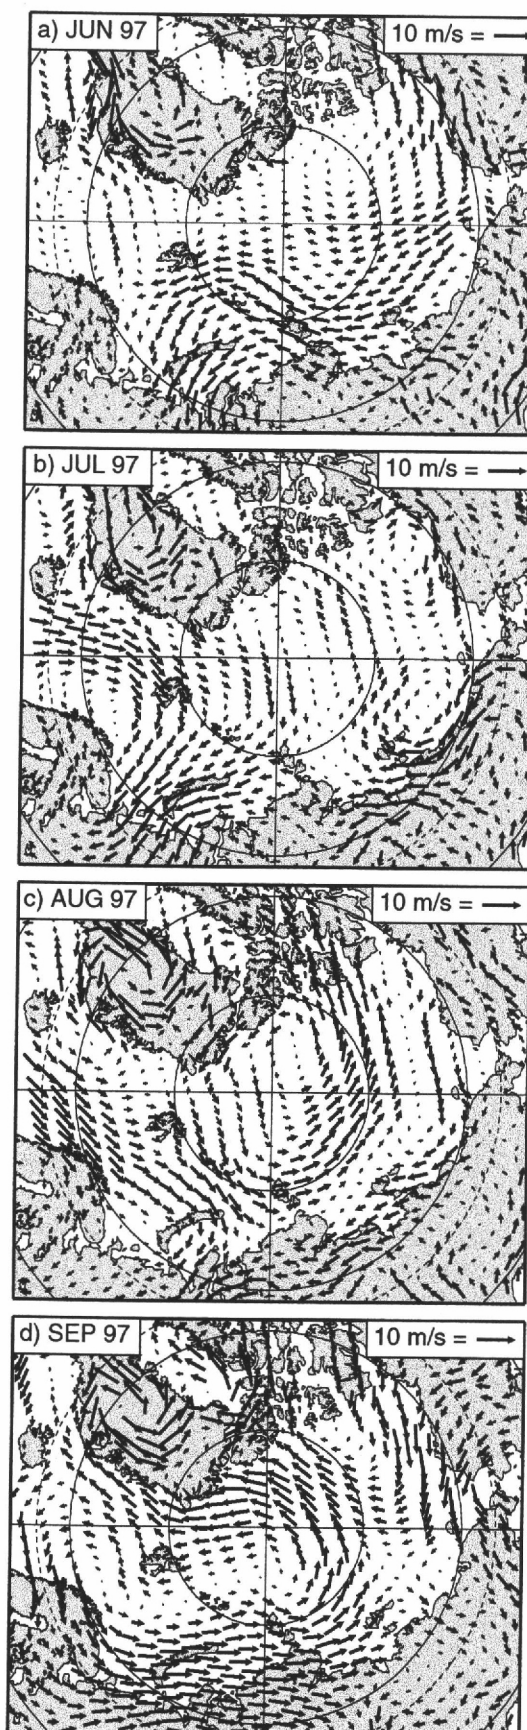 a) JUN 97
10 m/s =
b) JUL 97
10 m/s =
c) AUG 97
10 m/s =
d) SEP 97
10 m/s =